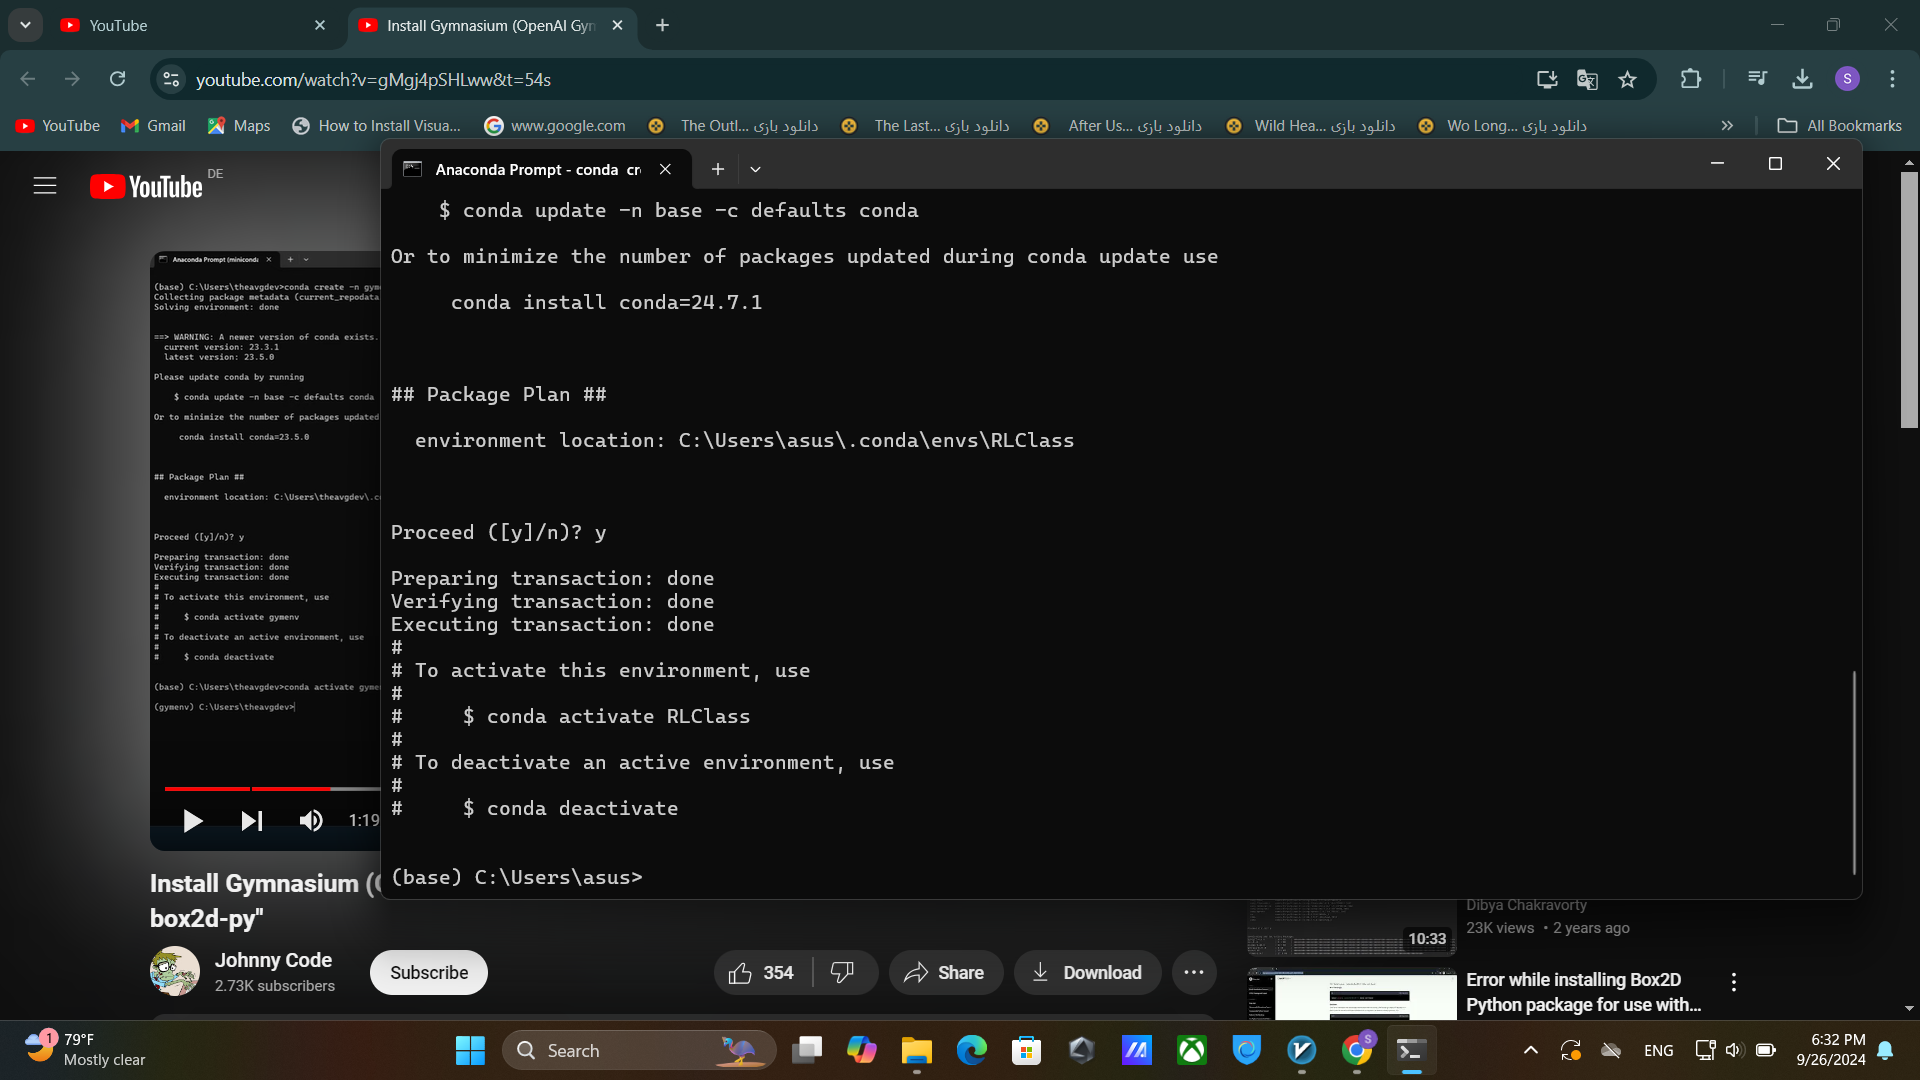 YouTube
Install Gymnasium (OpenAI Gyn
youtube.com/watch?v=gMgj4pSHLww&t=54s
S
YouTube
Gmail
Maps
How to Install Visua...
www.google.com
دانلود بازی The Outl...
دانلود بازی The Last...
دانلود بازی After Us...
دانلود بازی Wild Hea...
دانلود بازی Wo Long...
All Bookmarks
YouTube DE
Anaconda Prompt (miniconda
(base) C:\Users\theavgdev>conda create -n gym
Collecting package metadata (current_repodata
Solving environment: done
==> WARNING: A newer version of conda exists.
current version: 23.3.1
latest version: 23.5.0
Please update conda by running
$ conda update -n base -c defaults conda
Or to minimize the number of packages updated
conda install conda=23.5.0
## Package Plan ##
environment location: C:\Users\theavgdev\.c
Proceed ([y]/n)? y
Preparing transaction: done
Verifying transaction: done
Executing transaction: done
#
# To activate this environment, use
#
# $ conda activate gymenv
#
# To deactivate an active environment, use
#
# $ conda deactivate
(base) C:\Users\theavgdev>conda activate gyme
(gymenv) C:\Users\theavgdev>
1:19
Anaconda Prompt - conda cr
$ conda update -n base -c defaults conda
Or to minimize the number of packages updated during conda update use
conda install conda=24.7.1
## Package Plan ##
environment location: C:\Users\asus\.conda\envs\RLClass
Proceed ([y]/n)? y
Preparing transaction: done
Verifying transaction: done
Executing transaction: done
#
# To activate this environment, use
#
# $ conda activate RLClass
#
# To deactivate an active environment, use
#
# $ conda deactivate
(base) C:\Users\asus>
Install Gymnasium (
box2d-py"
Johnny Code
2.73K subscribers
Subscribe
354
Share
Download
10:33
Dibya Chakravorty
23K views • 2 years ago
Error while installing Box2D
Python package for use with...
1
79°F
Mostly clear
Search
S
ENG
6:32 PM
9/26/2024